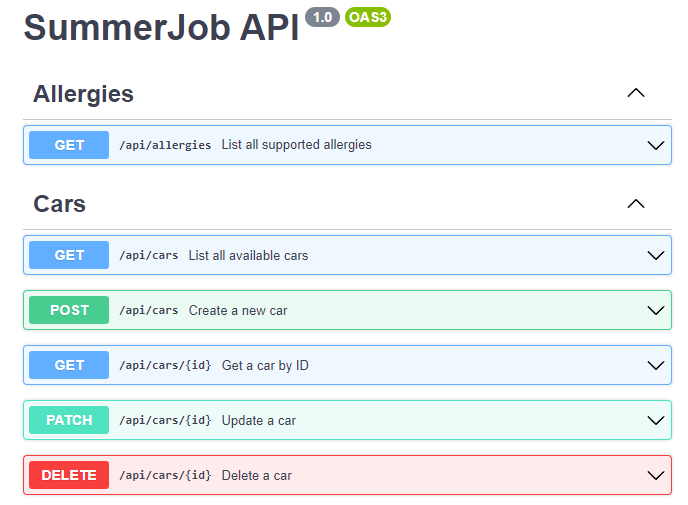 SummerJob API 1.0 OAS3
Allergies
GET /api/allergies List all supported allergies
Cars
GET /api/cars List all available cars
POST /api/cars Create a new car
GET /api/cars/{id} Get a car by ID
PATCH /api/cars/{id} Update a car
DELETE /api/cars/{id} Delete a car